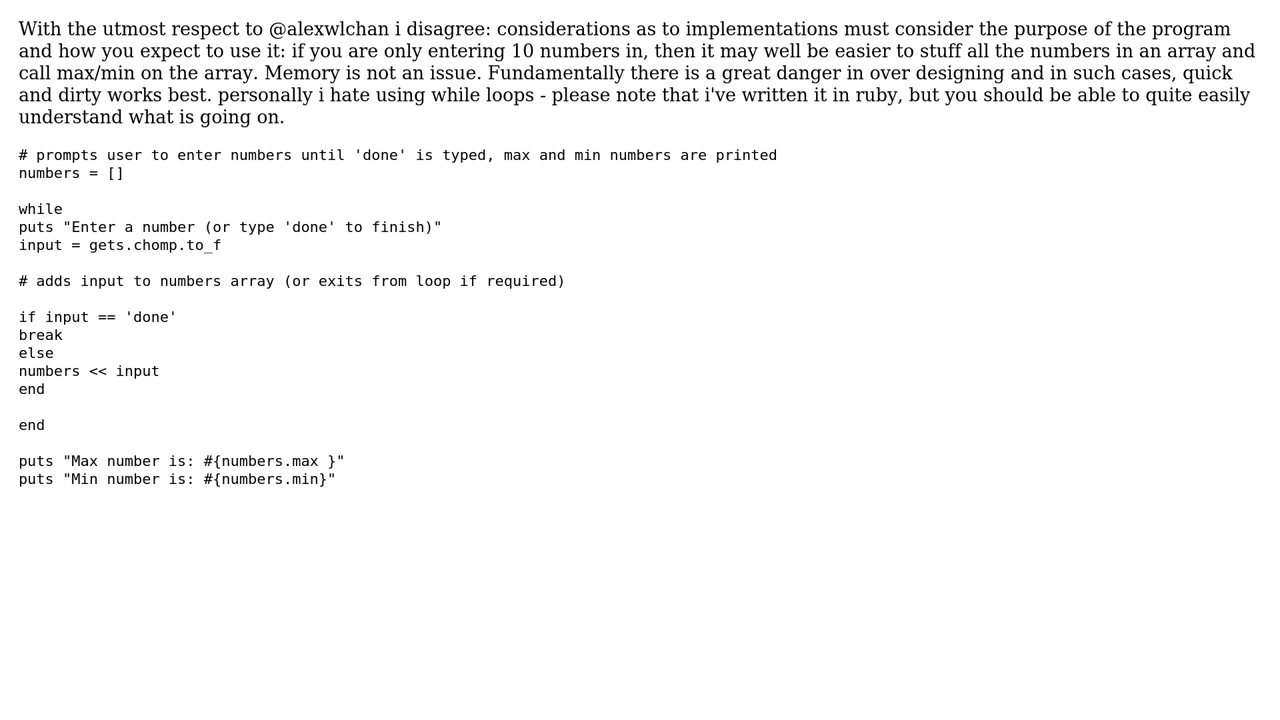 With the utmost respect to @alexwlchan i disagree: considerations as to implementations must consider the purpose of the program
and how you expect to use it: if you are only entering 10 numbers in, then it may well be easier to stuff all the numbers in an array and
call max/min on the array. Memory is not an issue. Fundamentally there is a great danger in over designing and in such cases, quick
and dirty works best. personally i hate using while loops - please note that i've written it in ruby, but you should be able to quite easily
understand what is going on.
# prompts user to enter numbers until 'done' is typed, max and min numbers are printed
numbers = []
while
puts "Enter a number (or type 'done' to finish)"
input = gets.chomp.to_f
# adds input to numbers array (or exits from loop if required)
if input == 'done'
break
else
numbers << input
end
end
puts "Max number is: #{numbers.max }"
puts "Min number is: #{numbers.min}"